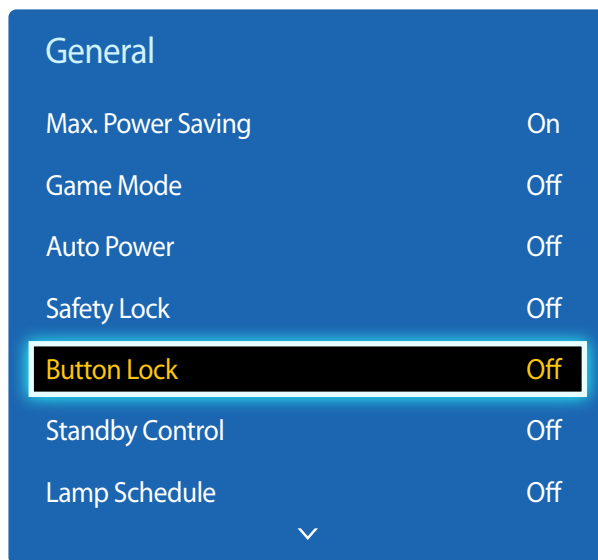 General
Max. Power Saving On
Game Mode Off
Auto Power Off
Safety Lock Off
Button Lock Off
Standby Control Off
Lamp Schedule Off